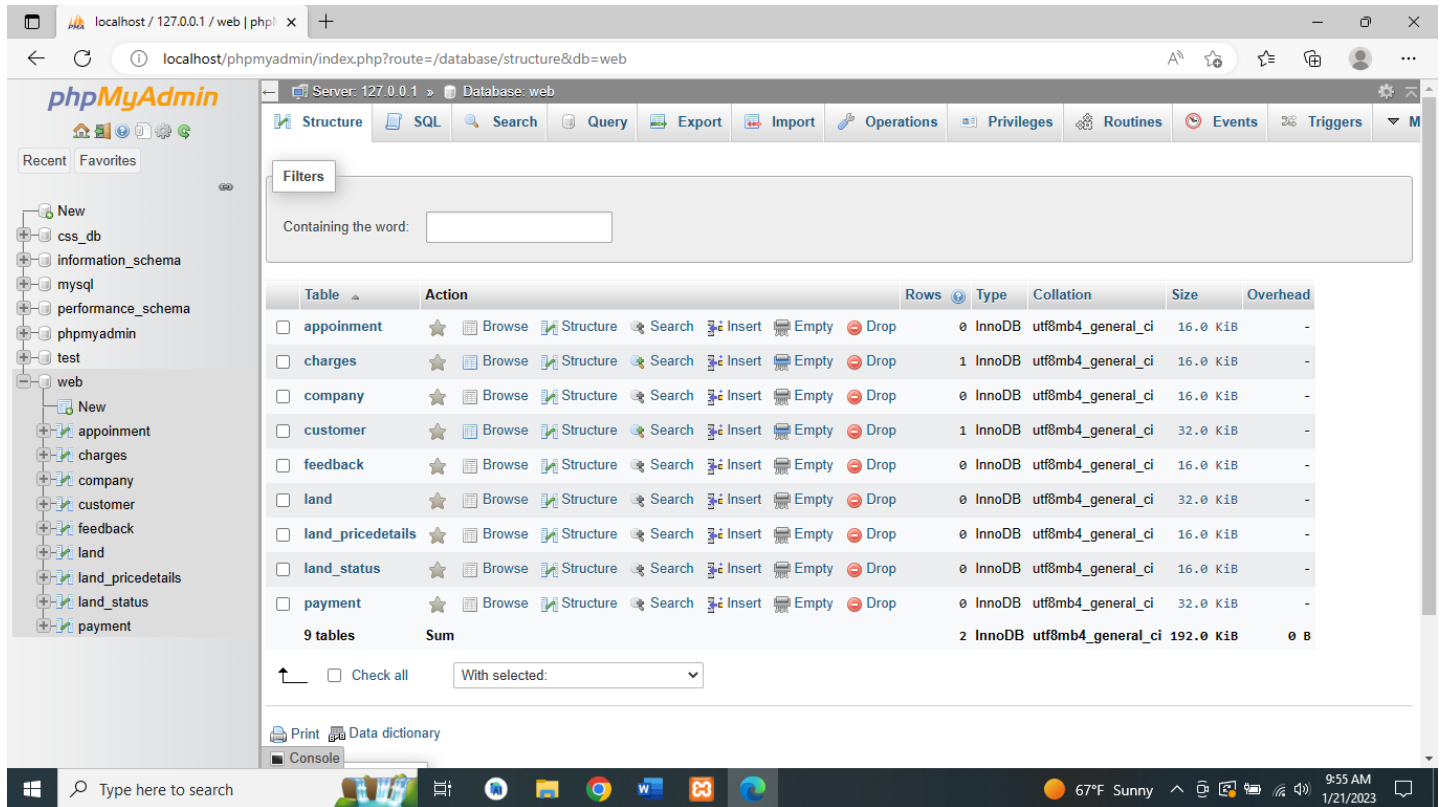 localhost / 127.0.0.1 / web | phpM
localhost/phpmyadmin/index.php?route=/database/structure&db=web
phpMyAdmin
Recent Favorites
New
css_db
information_schema
mysql
performance_schema
phpmyadmin
test
web
New
appoinment
charges
company
customer
feedback
land
land_pricedetails
land_status
payment
Server: 127.0.0.1 » Database: web
Structure SQL Search Query Export Import Operations Privileges Routines Events Triggers M
Filters
Containing the word:
Table Action Rows Type Collation Size Overhead
appoinment Browse Structure Search Insert Empty Drop 0 InnoDB utf8mb4_general_ci 16.0 KiB -
charges Browse Structure Search Insert Empty Drop 1 InnoDB utf8mb4_general_ci 16.0 KiB -
company Browse Structure Search Insert Empty Drop 0 InnoDB utf8mb4_general_ci 16.0 KiB -
customer Browse Structure Search Insert Empty Drop 1 InnoDB utf8mb4_general_ci 32.0 KiB -
feedback Browse Structure Search Insert Empty Drop 0 InnoDB utf8mb4_general_ci 16.0 KiB -
land Browse Structure Search Insert Empty Drop 0 InnoDB utf8mb4_general_ci 32.0 KiB -
land_pricedetails Browse Structure Search Insert Empty Drop 0 InnoDB utf8mb4_general_ci 16.0 KiB -
land_status Browse Structure Search Insert Empty Drop 0 InnoDB utf8mb4_general_ci 16.0 KiB -
payment Browse Structure Search Insert Empty Drop 0 InnoDB utf8mb4_general_ci 32.0 KiB -
9 tables Sum 2 InnoDB utf8mb4_general_ci 192.0 KiB 0 B
Check all With selected:
Print Data dictionary
Console
Type here to search
67°F Sunny
9:55 AM
1/21/2023